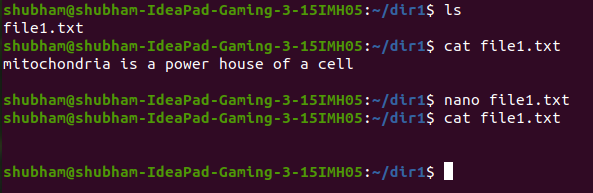 shubham@shubham-IdeaPad-Gaming-3-15IMH05:~/dir1$ ls
file1.txt
shubham@shubham-IdeaPad-Gaming-3-15IMH05:~/dir1$ cat file1.txt
mitochondria is a power house of a cell
shubham@shubham-IdeaPad-Gaming-3-15IMH05:~/dir1$ nano file1.txt
shubham@shubham-IdeaPad-Gaming-3-15IMH05:~/dir1$ cat file1.txt
shubham@shubham-IdeaPad-Gaming-3-15IMH05:~/dir1$